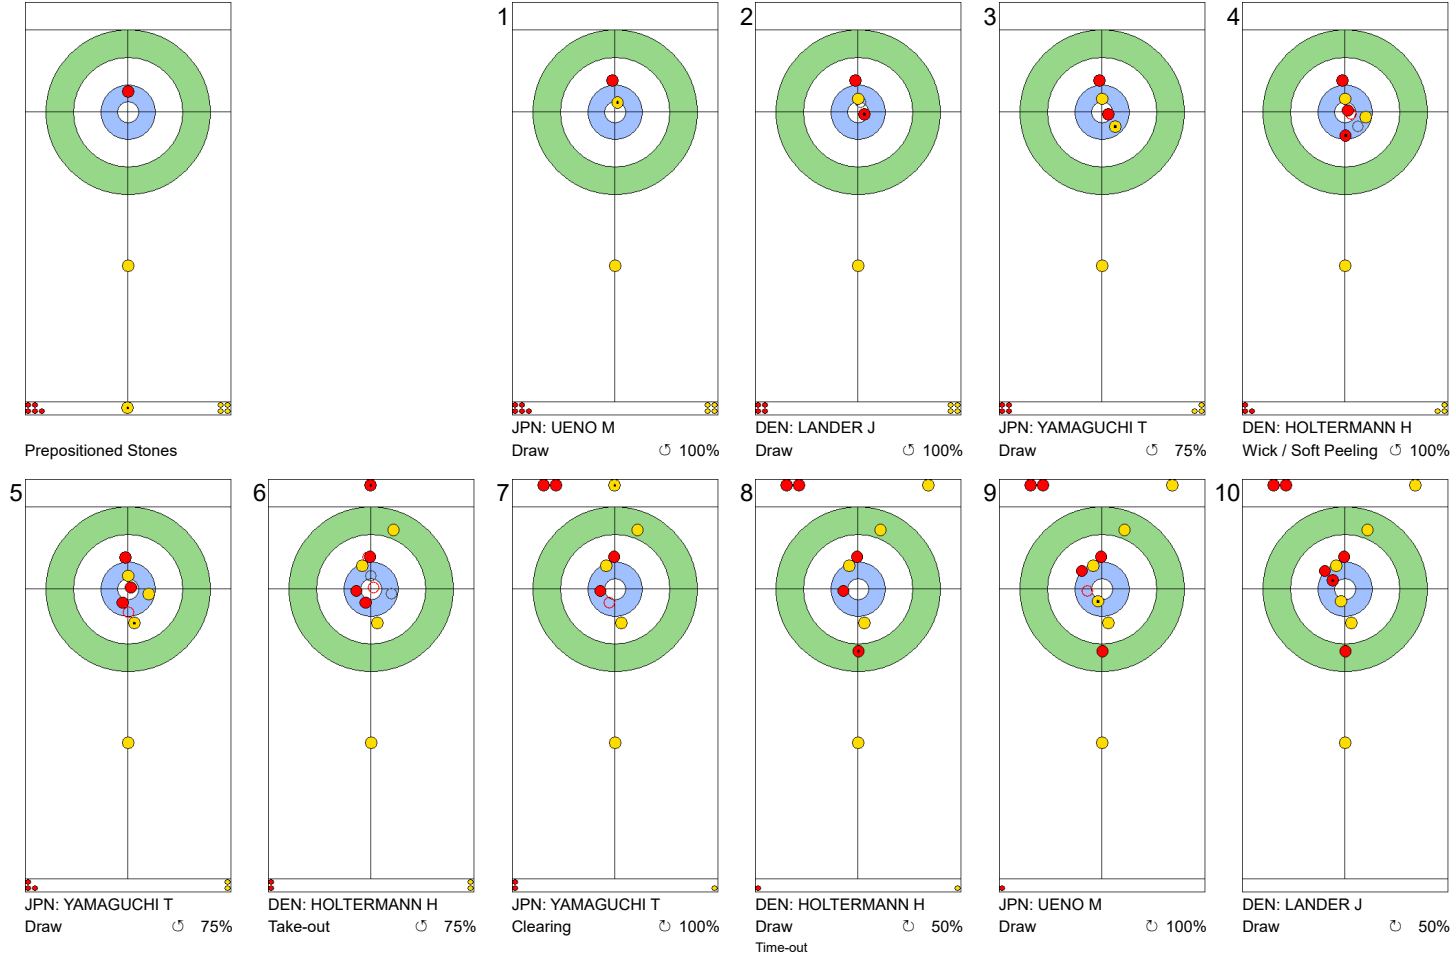 Prepositioned Stones
1
JPN: UENO M
Draw 100%
2
DEN: LANDER J
Draw 100%
3
JPN: YAMAGUCHI T
Draw 75%
4
DEN: HOLTERMANN H
Wick / Soft Peeling 100%
5
JPN: YAMAGUCHI T
Draw 75%
6
DEN: HOLTERMANN H
Take-out 75%
7
JPN: YAMAGUCHI T
Clearing 100%
8
DEN: HOLTERMANN H
Draw 50%
Time-out
9
JPN: UENO M
Draw 100%
10
DEN: LANDER J
Draw 50%